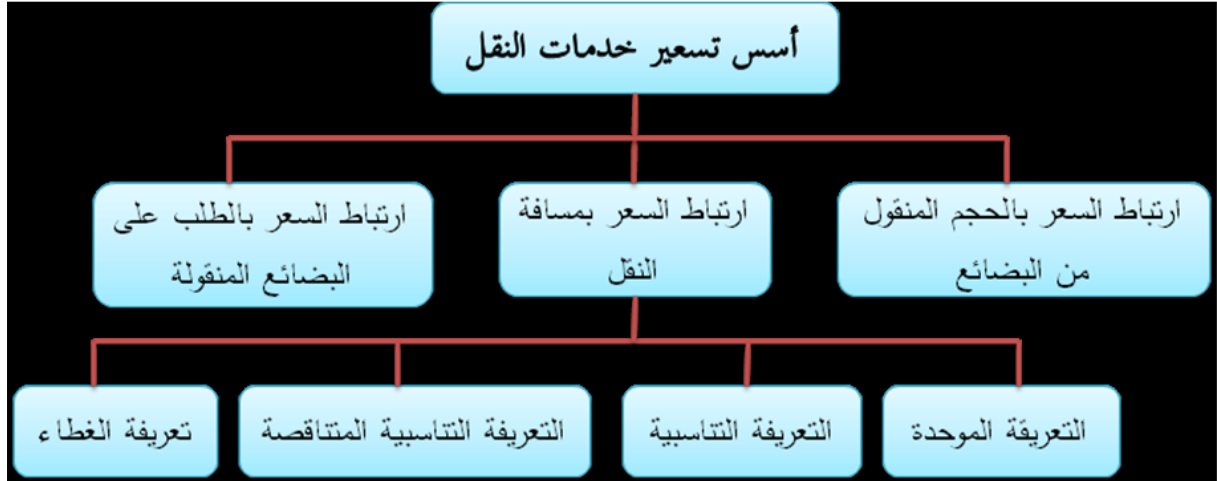 أسس تسعير خدمات النقل
ارتباط السعر بالحجم المنقول
من البضائع
ارتباط السعر بمسافة
النقل
ارتباط السعر بالطلب على
البضائع المنقولة
التعريفة الموحدة
التعريفة التناسبية
التعريفة التناسبية المتناقصة
تعريفة الغطاء